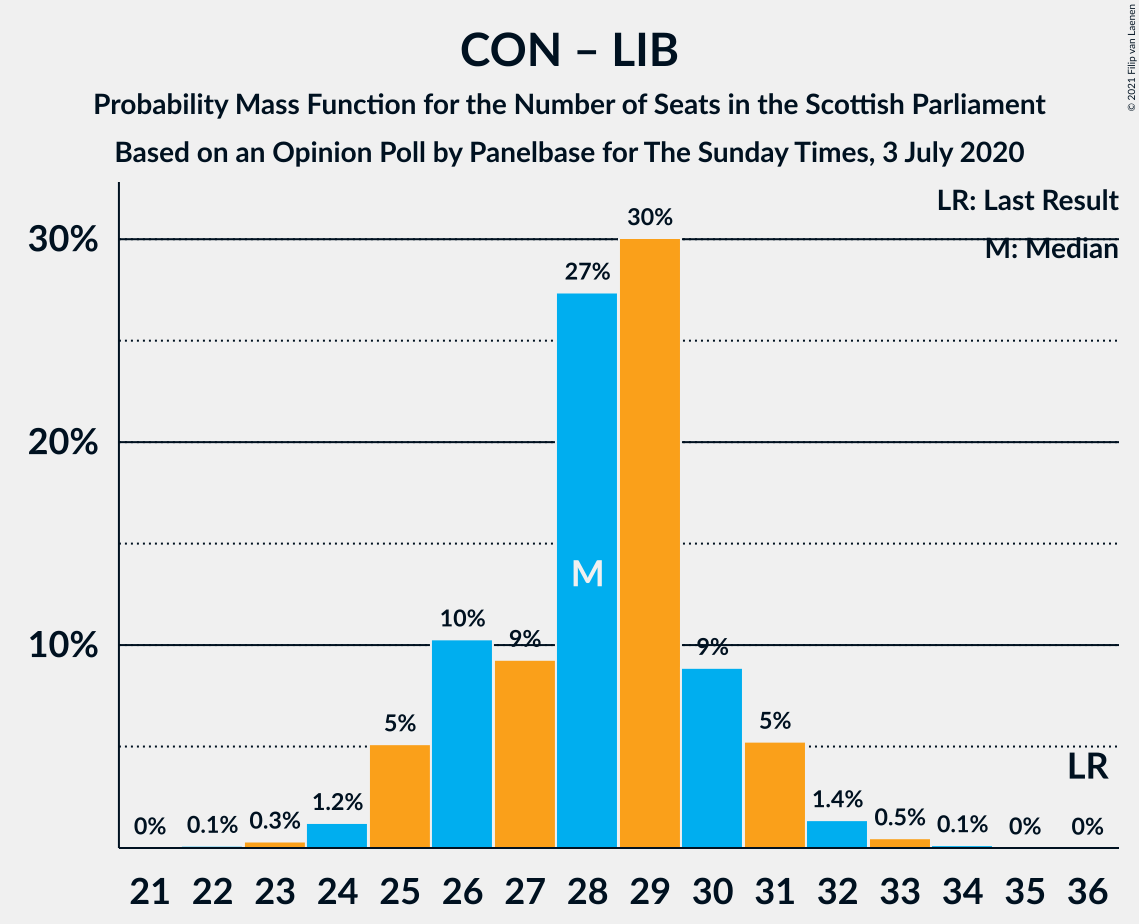 CON – LIB
Probability Mass Function for the Number of Seats in the Scottish Parliament
Based on an Opinion Poll by Panelbase for The Sunday Times, 3 July 2020
© 2021 Filip van Laenen
LR: Last Result
M: Median
30%
20%
10%
0% 0.1% 0.3% 1.2% 5% 10% 9% 27% 30% 9% 5% 1.4% 0.5% 0.1% 0% 0%
M
LR
21 22 23 24 25 26 27 28 29 30 31 32 33 34 35 36